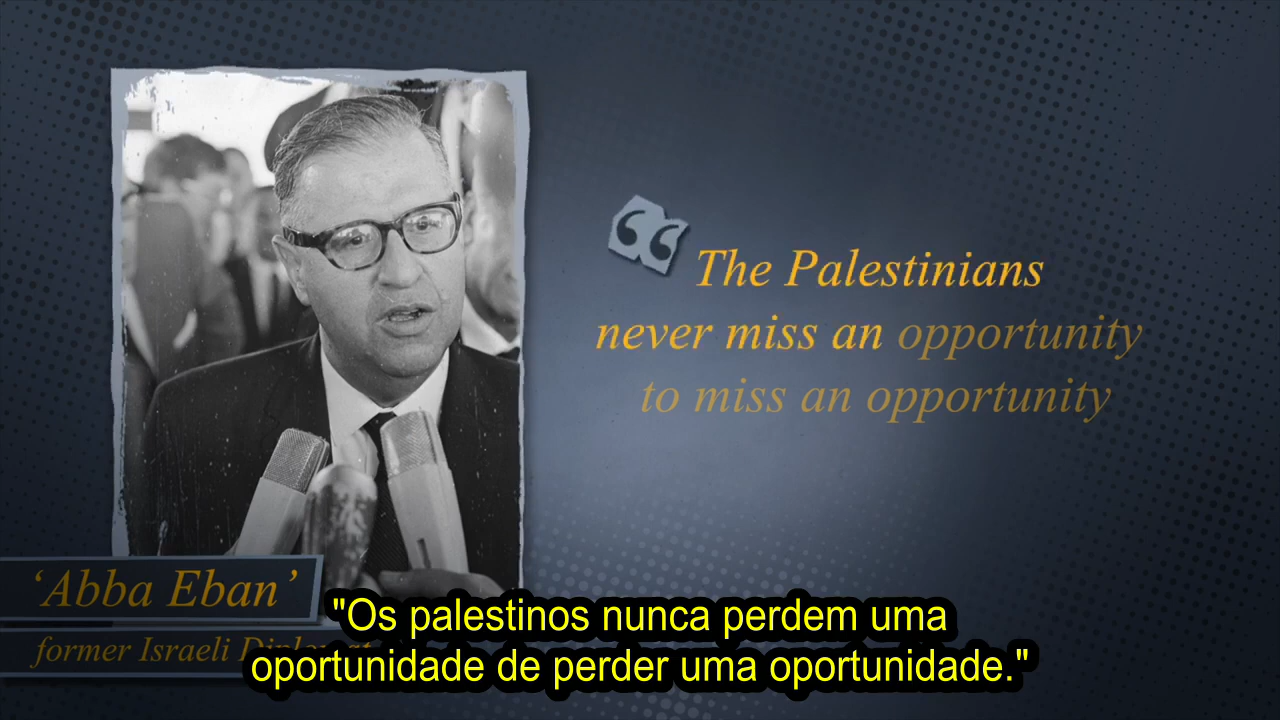 “ The Palestinians
never miss an opportunity
to miss an opportunity
‘Abba Eban’
former Israeli
"Os palestinos nunca perdem uma
oportunidade de perder uma oportunidade."